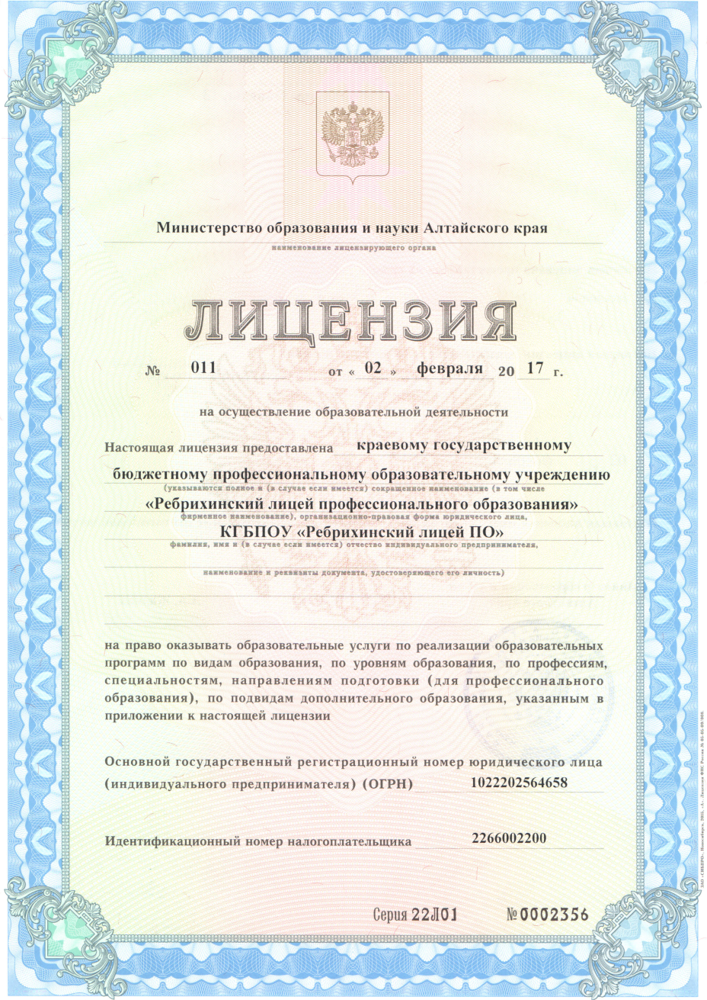 Министерство образования и науки Алтайского края
наименование лицензирующего органа
ЛИЦЕНЗИЯ
№ 011 от « 02 » февраля 20 17 г.
на осуществление образовательной деятельности
Настоящая лицензия предоставлена краевому государственному
бюджетному профессиональному образовательному учреждению
(указываются полное и (в случае если имеется) сокращенное наименование (в том числе
«Ребрихинский лицей профессионального образования»
фирменное наименование), организационно-правовая форма юридического лица,
КГБПОУ «Ребрихинский лицей ПО»
фамилия, имя и (в случае если имеется) отчество индивидуального предпринимателя,
наименование и реквизиты документа, удостоверяющего его личность)
на право оказывать образовательные услуги по реализации образовательных
программ по видам образования, по уровням образования, по профессиям,
специальностям, направлениям подготовки (для профессионального
образования), по подвидам дополнительного образования, указанным в
приложении к настоящей лицензии
Основной государственный регистрационный номер юридического лица
(индивидуального предпринимателя) (ОГРН) 1022202564658
Идентификационный номер налогоплательщика 2266002200
Серия 22Л01 №0002356